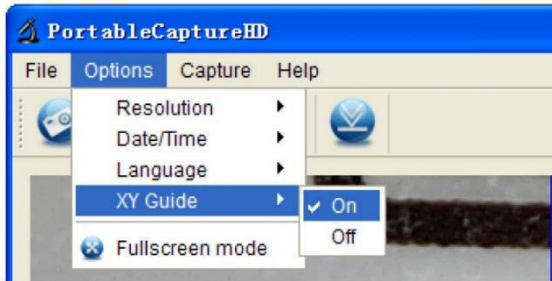 PortableCaptureHD
File Options Capture Help
Resolution
Date/Time
Language
XY Guide
On
Off
Fullscreen mode